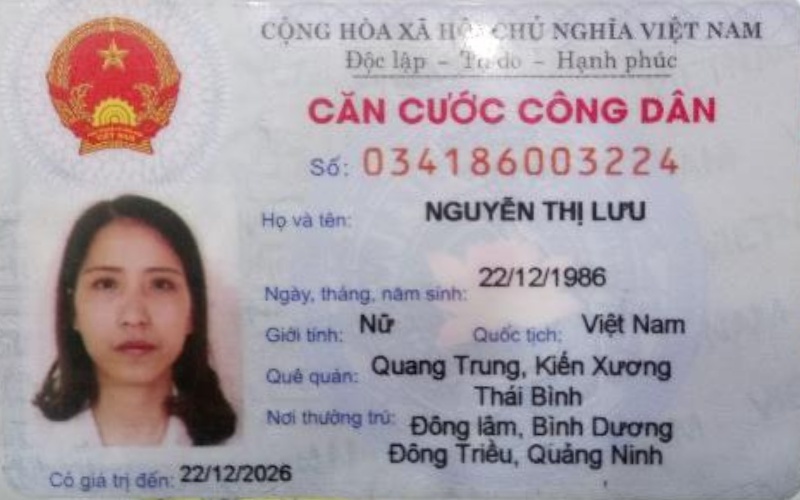 CỘNG HÒA XÃ HỘI CHỦ NGHĨA VIỆT NAM
Độc lập - Tự do - Hạnh phúc
CĂN CƯỚC CÔNG DÂN
Số: 034186003224
Họ và tên: NGUYỄN THỊ LƯU
Ngày, tháng, năm sinh: 22/12/1986
Giới tính: Nữ Quốc tịch: Việt Nam
Quê quán: Quang Trung, Kiến Xương
Thái Bình
Nơi thường trú: Đông lâm, Bình Dương
Đông Triều, Quảng Ninh
Có giá trị đến: 22/12/2026